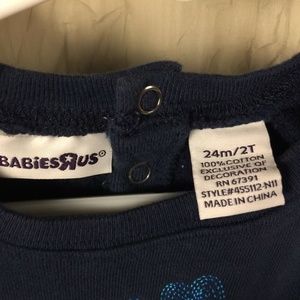 BABIESRUS
24m/2T
100%COTTON
EXCLUSIVE OF
DECORATION
RN 67391
STYLE#455112-N11
MADE IN CHINA